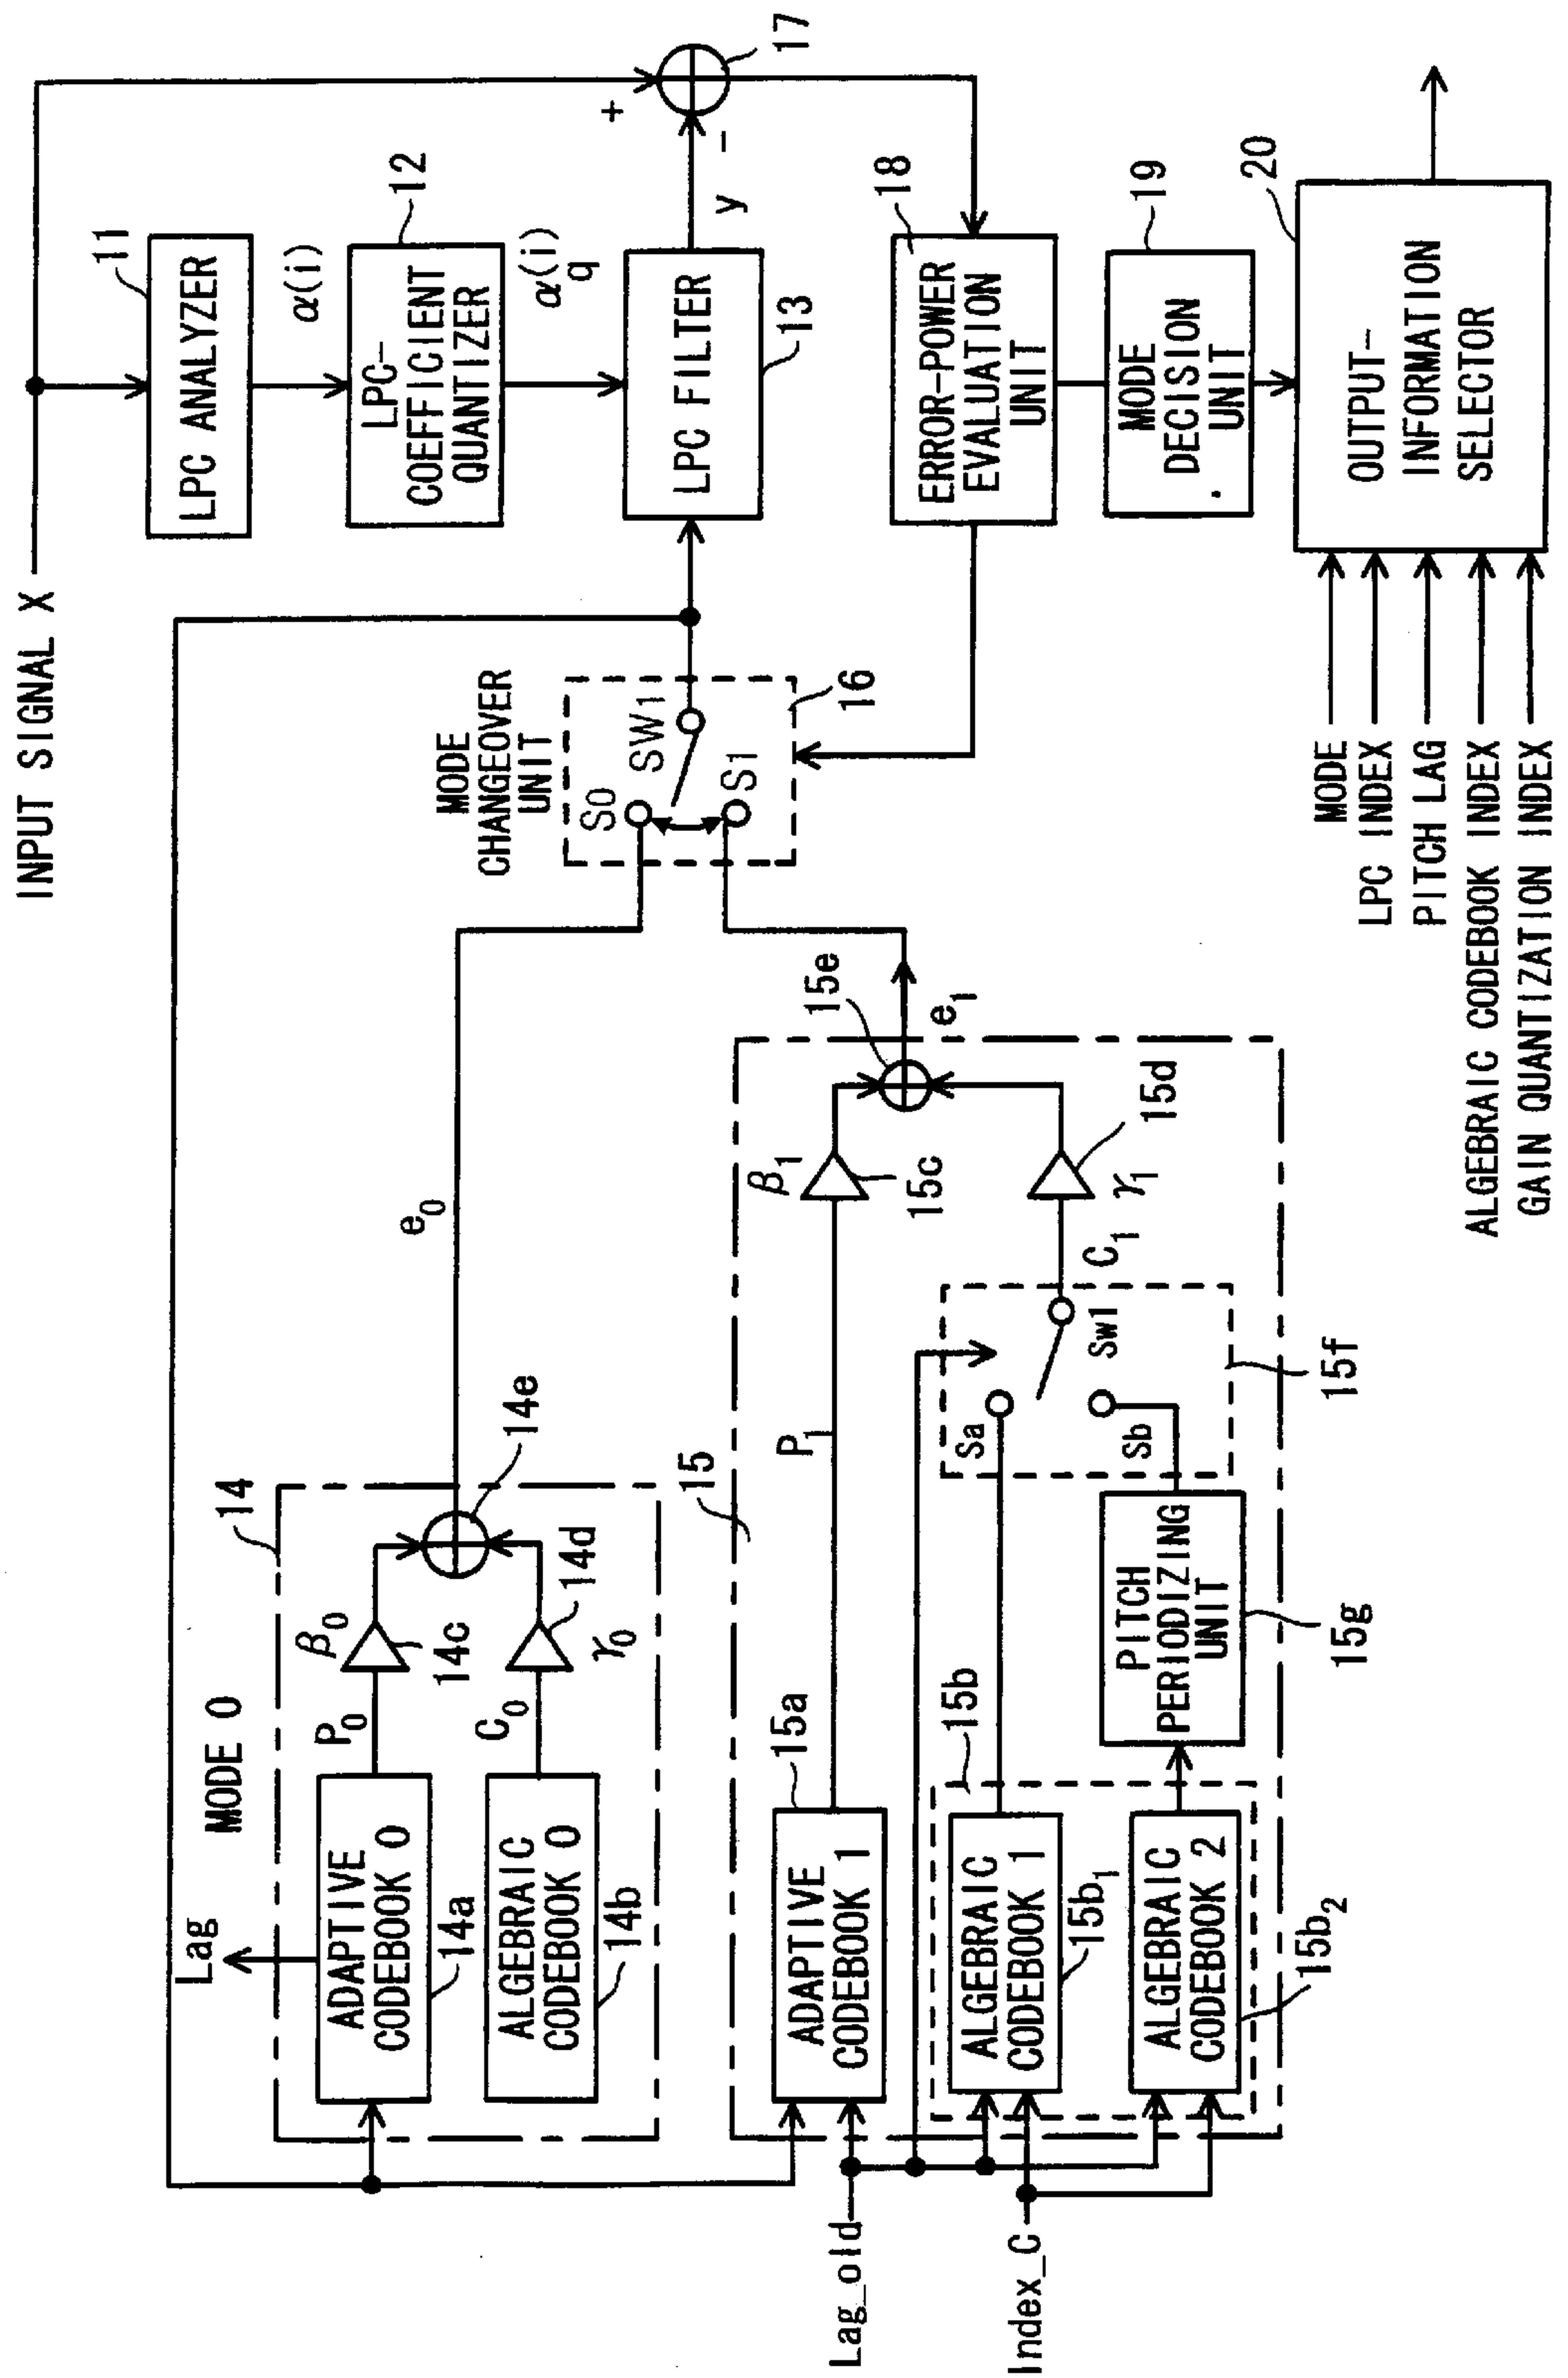 INPUT SIGNAL X
11
LPC ANALYZER
α(i)
12
LPC-
COEFFICIENT
QUANTIZER
αq(i)
LPC FILTER
13
y
+
-
17
MODE
CHANGEOVER
UNIT
S0
SW1
S1
16
18
ERROR-POWER
EVALUATION
UNIT
19
MODE
DECISION
UNIT
20
OUTPUT-
INFORMATION
SELECTOR
MODE
LPC INDEX
PITCH LAG
ALGEBRAIC CODEBOOK INDEX
GAIN QUANTIZATION INDEX
Lag
MODE 0
14
ADAPTIVE
CODEBOOK 0
14a
P0
β0
14c
14e
e0
ALGEBRAIC
CODEBOOK 0
14b
C0
γ0
14d
15
ADAPTIVE
CODEBOOK 1
15a
P1
β1
15c
15e
e1
15b
ALGEBRAIC
CODEBOOK 1
15b1
ALGEBRAIC
CODEBOOK 2
15b2
PITCH
PERIODIZING
UNIT
15g
Sa
Sb
Sw1
15f
C1
γ1
15d
Lag_old
Index_C